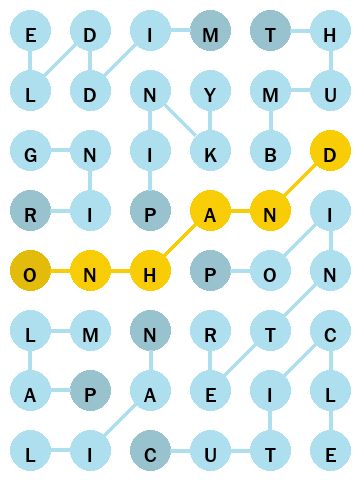 E D I M T H
L D N Y M U
G N I K B D
R I P A N I
O N H P O N
L M N R T C
A P A E I L
L I C U T E